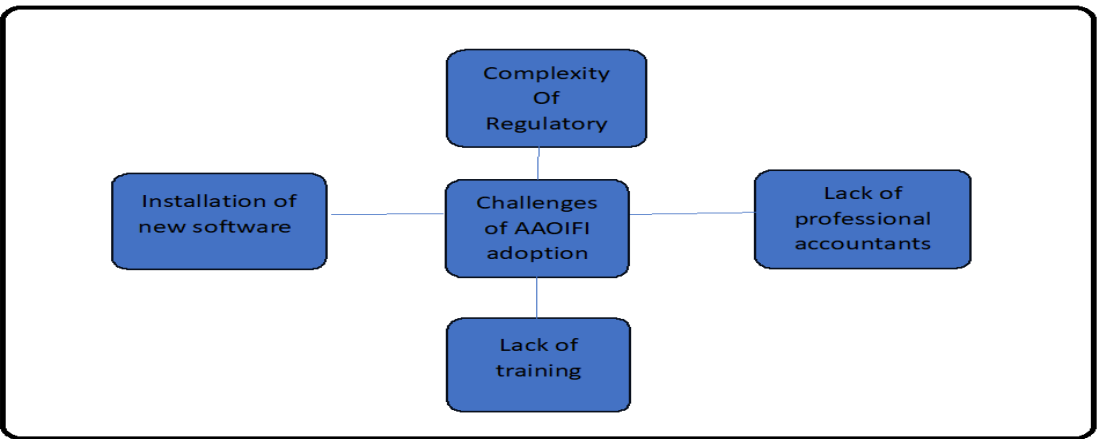 Complexity
Of
Regulatory
Installation of
new software
Challenges
of AAOIFI
adoption
Lack of
professional
accountants
Lack of
training